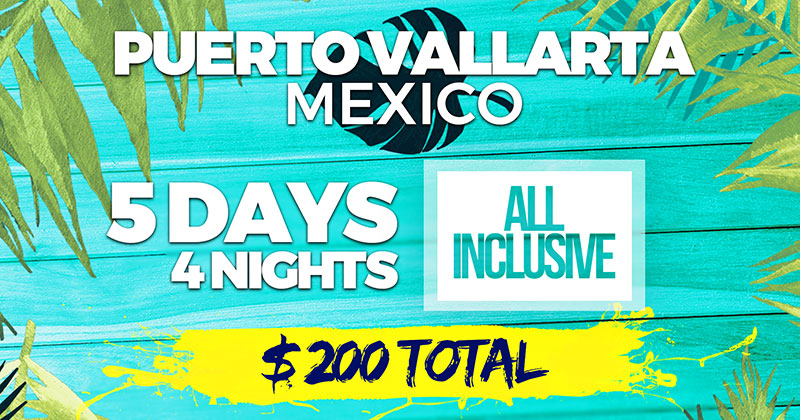 PUERTO VALLARTA
MEXICO
5 DAYS
4 NIGHTS
ALL
INCLUSIVE
$200 TOTAL